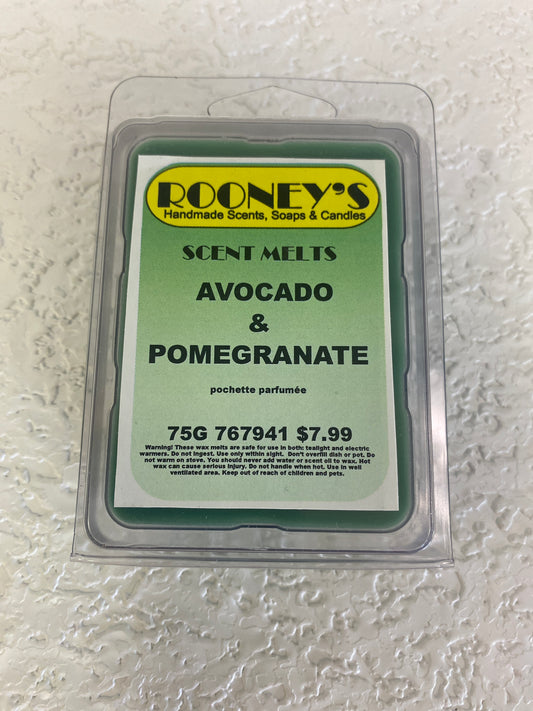 ROONEY'S
Handmade Scents, Soaps & Candles
SCENT MELTS
AVOCADO
&
POMEGRANATE
pochette parfumée
75G 767941 $7.99
Warning! These wax melts are safe for use in both: tealight and electric
warmers. Do not ingest. Use only within sight. Don't overfill dish or pot. Do
not warm on stove. You should never add water or scent oil to wax. Hot
wax can cause serious injury. Do not handle when hot. Use in well
ventilated area. Keep out of reach of children and pets.